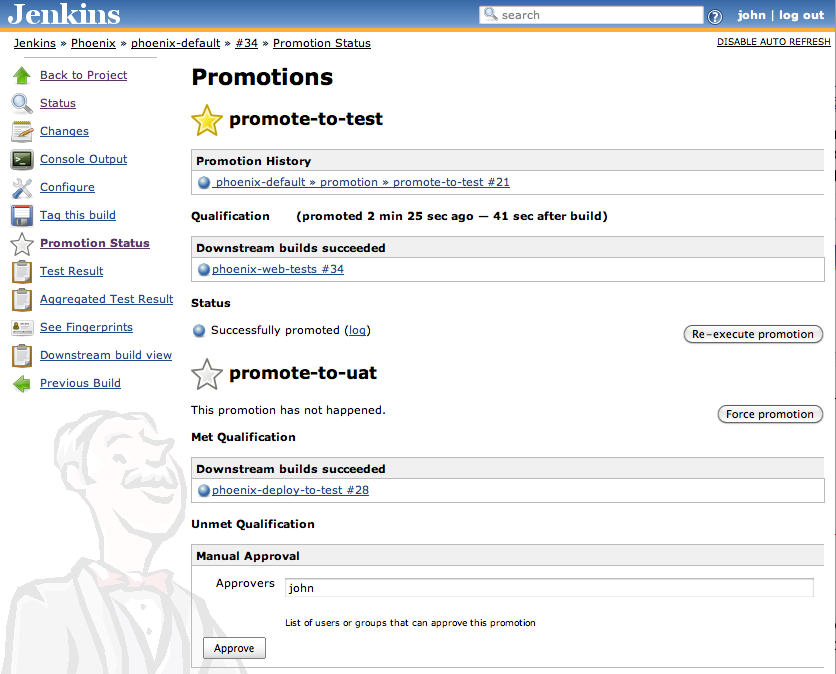 Jenkins
search
john | log out
Jenkins » Phoenix » phoenix-default » #34 » Promotion Status
DISABLE AUTO REFRESH
Back to Project
Status
Changes
Console Output
Configure
Tag this build
Promotion Status
Test Result
Aggregated Test Result
See Fingerprints
Downstream build view
Previous Build
Promotions
promote-to-test
Promotion History
phoenix-default » promotion » promote-to-test #21
Qualification (promoted 2 min 25 sec ago — 41 sec after build)
Downstream builds succeeded
phoenix-web-tests #34
Status
Successfully promoted (log)
Re-execute promotion
promote-to-uat
This promotion has not happened.
Force promotion
Met Qualification
Downstream builds succeeded
phoenix-deploy-to-test #28
Unmet Qualification
Manual Approval
Approvers john
List of users or groups that can approve this promotion
Approve